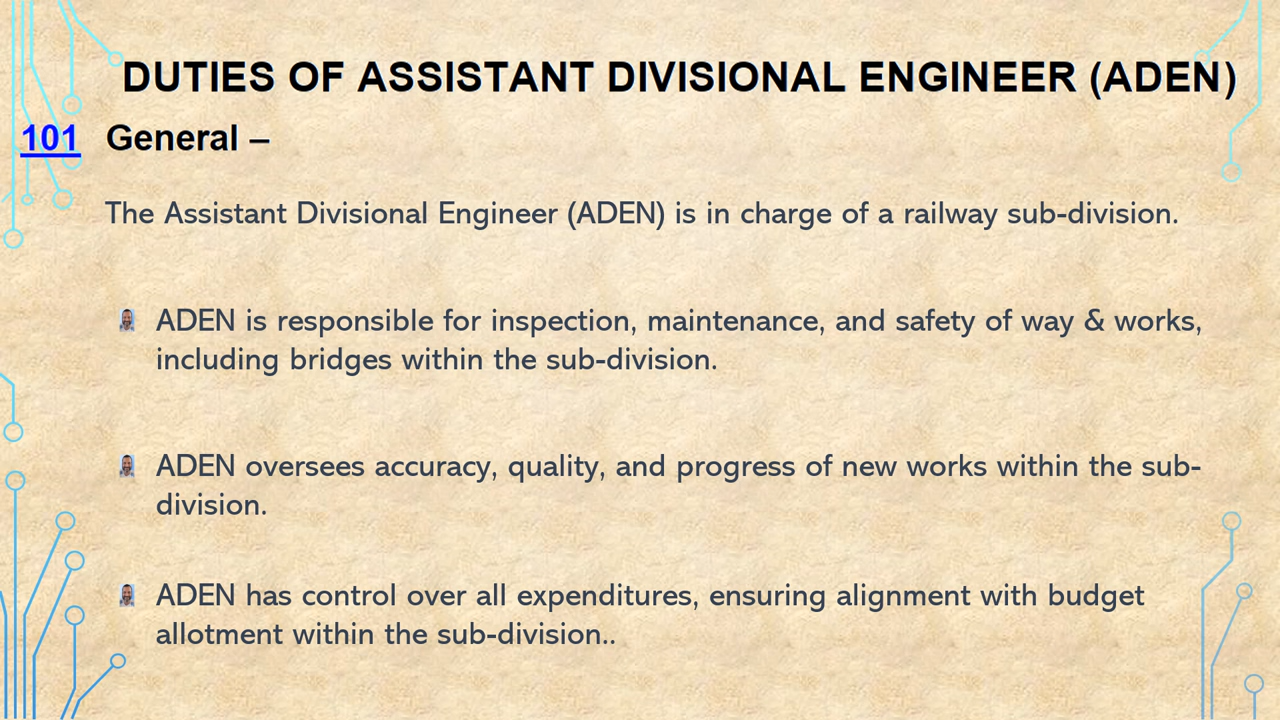 DUTIES OF ASSISTANT DIVISIONAL ENGINEER (ADEN)
101 General –
The Assistant Divisional Engineer (ADEN) is in charge of a railway sub-division.
ADEN is responsible for inspection, maintenance, and safety of way & works,
including bridges within the sub-division.
ADEN oversees accuracy, quality, and progress of new works within the sub-
division.
ADEN has control over all expenditures, ensuring alignment with budget
allotment within the sub-division..